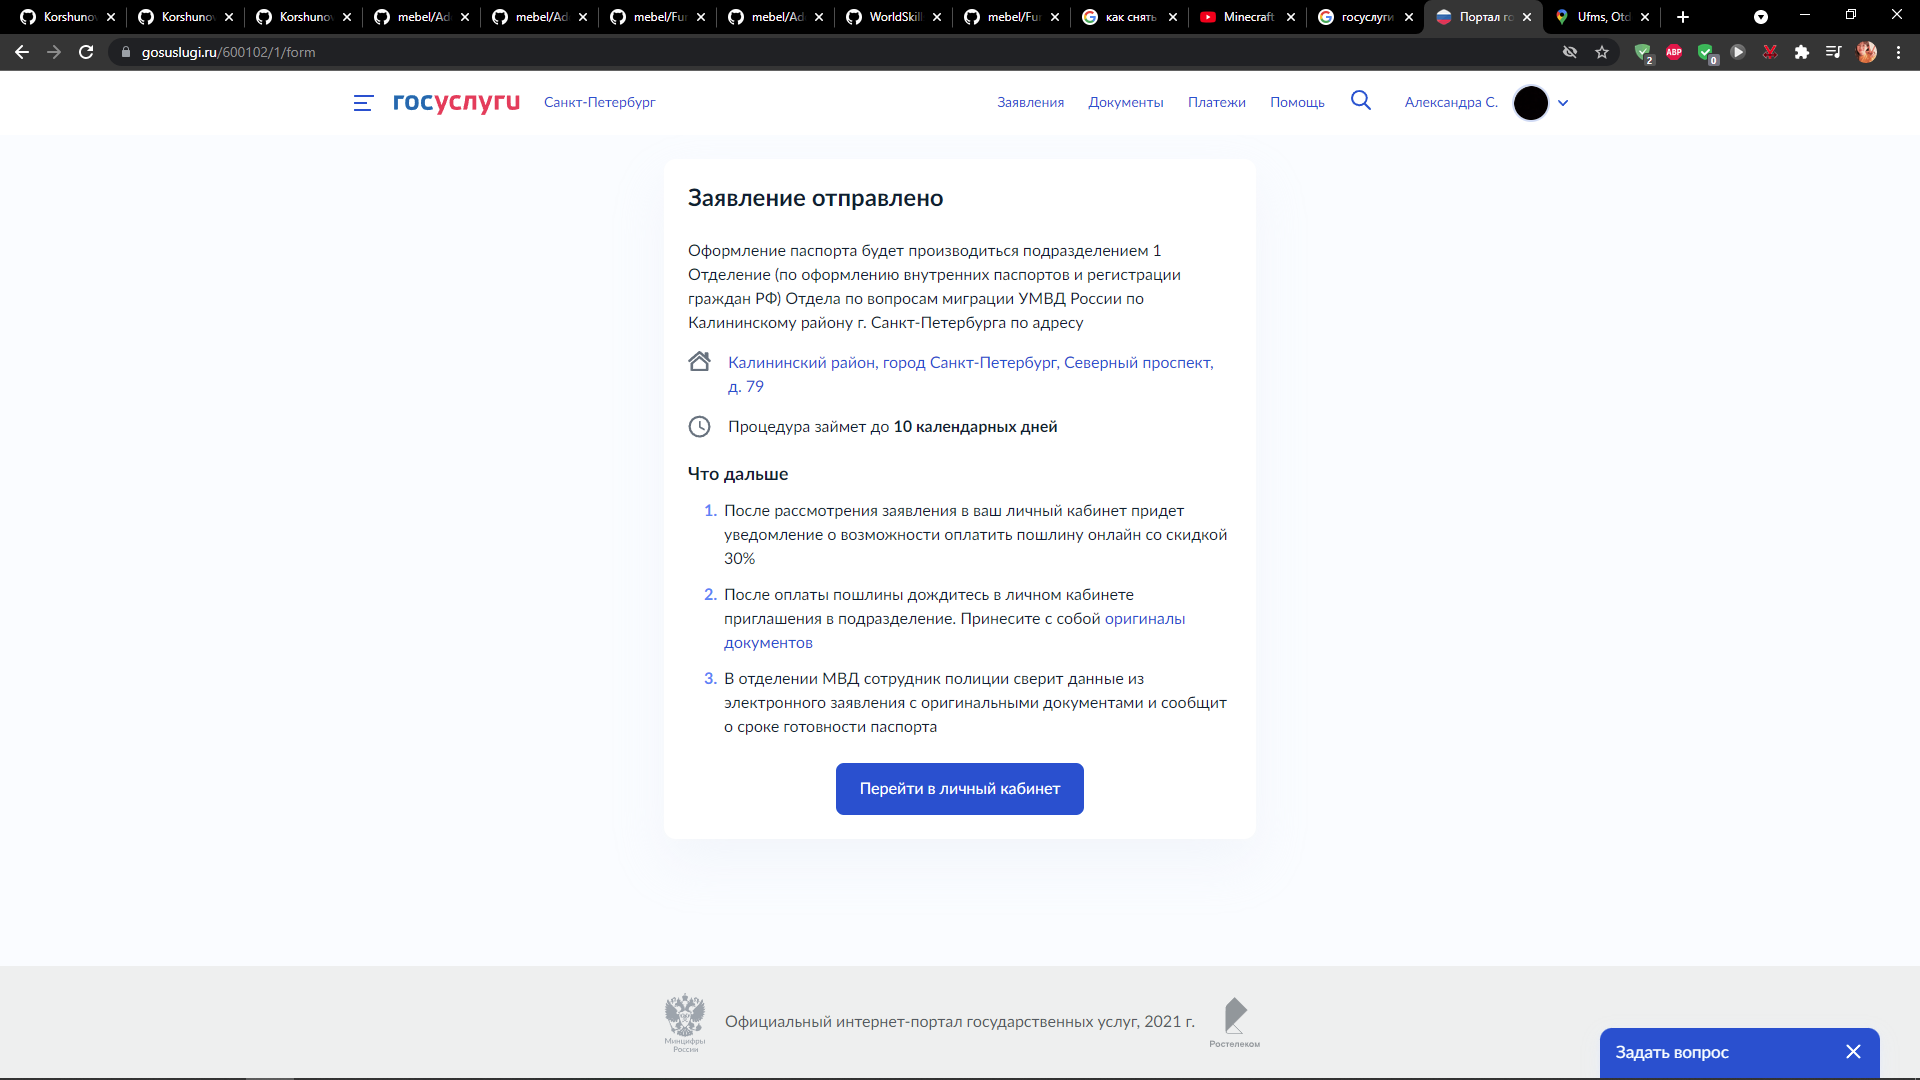 Korshunov
Korshunov
Korshunov
mebel/Ad
mebel/Ad
mebel/Fu
mebel/Ad
WorldSkil
mebel/Fur
как снять
Minecraft
госуслуги
Портал го
Ufms, Otd
gosuslugi.ru/600102/1/form
2
ABP
0
госуслуги
Санкт-Петербург
Заявления
Документы
Платежи
Помощь
Александра С.
Заявление отправлено
Оформление паспорта будет производиться подразделением 1
Отделение (по оформлению внутренних паспортов и регистрации
граждан РФ) Отдела по вопросам миграции УМВД России по
Калининскому району г. Санкт-Петербурга по адресу
Калининский район, город Санкт-Петербург, Северный проспект,
д. 79
Процедура займет до 10 календарных дней
Что дальше
1. После рассмотрения заявления в ваш личный кабинет придет
уведомление о возможности оплатить пошлину онлайн со скидкой
30%
2. После оплаты пошлины дождитесь в личном кабинете
приглашения в подразделение. Принесите с собой оригиналы
документов
3. В отделении МВД сотрудник полиции сверит данные из
электронного заявления с оригинальными документами и сообщит
о сроке готовности паспорта
Перейти в личный кабинет
Минцифры
России
Официальный интернет-портал государственных услуг, 2021 г.
Ростелеком
Задать вопрос